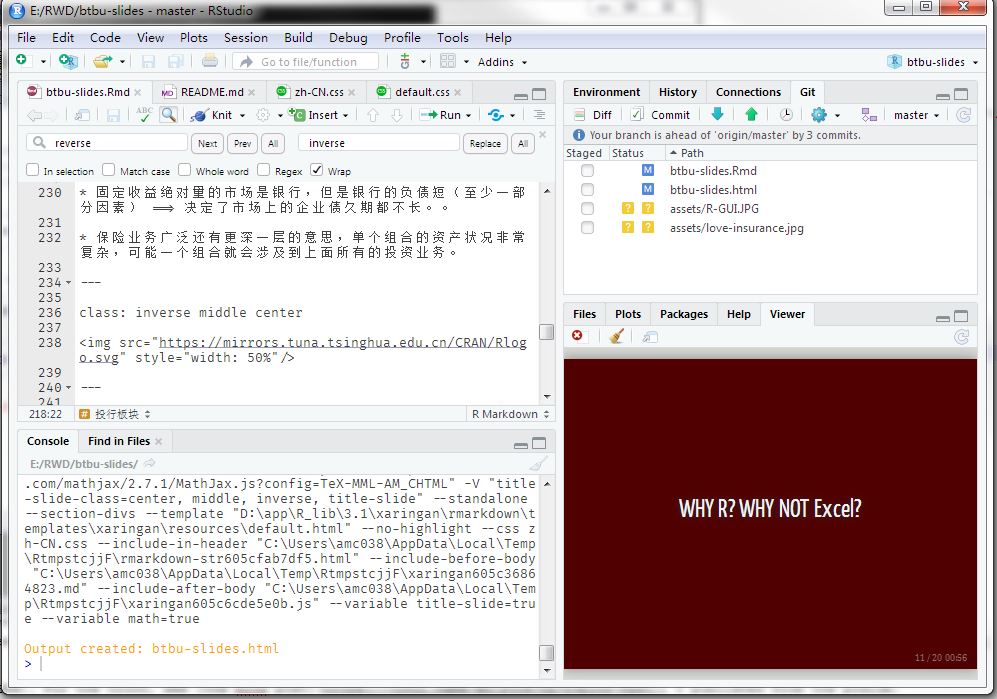 E:/RWD/btbu-slides - master - RStudio
File Edit Code View Plots Session Build Debug Profile Tools Help
Go to file/function Addins btbu-slides
btbu-slides.Rmd README.md zh-CN.css default.css
ABC Knit Insert Run
reverse Next Prev All inverse Replace All
In selection Match case Whole word Regex Wrap
230 * 固定收益绝对量的市场是银行，但是银行的负债短（至少一部
分因素） ==> 决定了市场上的企业债久期都不长。。
231
232 * 保险业务广泛还有更深一层的意思，单个组合的资产状况非常
复杂，可能一个组合就会涉及到上面所有的投资业务。
233
234 ---
235
236 class: inverse middle center
237
238 <img src="https://mirrors.tuna.tsinghua.edu.cn/CRAN/Rlog
o.svg" style="width: 50%"/>
239
240 ---
241
218:22 # 投行板块 R Markdown
Console Find in Files
E:/RWD/btbu-slides/
.com/mathjax/2.7.1/MathJax.js?config=TeX-MML-AM_CHTML" -V "title
-slide-class=center, middle, inverse, title-slide" --standalone
--section-divs --template "D:\app\R_lib\3.1\xaringan\rmarkdown\t
emplates\xaringan\resources\default.html" --no-highlight --css z
h-CN.css --include-in-header "C:\Users\amc038\AppData\Local\Temp
\RtmpstcjjF\rmarkdown-str605cfab7df5.html" --include-before-body
"C:\Users\amc038\AppData\Local\Temp\RtmpstcjjF\xaringan605c3686
4823.md" --include-after-body "C:\Users\amc038\AppData\Local\Tem
p\RtmpstcjjF\xaringan605c6cde5e0b.js" --variable title-slide=tru
e --variable math=true
Output created: btbu-slides.html
>
Environment History Connections Git
Diff Commit master
Your branch is ahead of 'origin/master' by 3 commits.
Staged Status Path
M btbu-slides.Rmd
M btbu-slides.html
? ? assets/R-GUI.JPG
? ? assets/love-insurance.jpg
Files Plots Packages Help Viewer
WHY R? WHY NOT Excel?
11 / 20 00:56